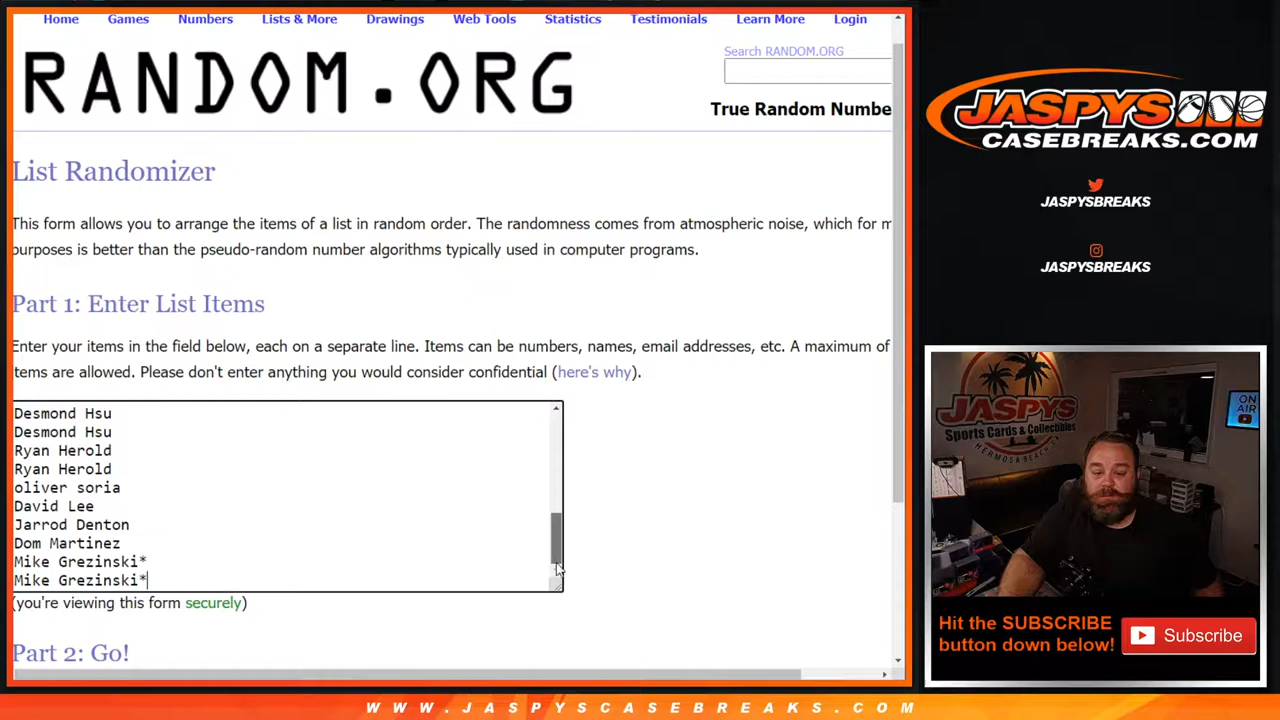 Home Games Numbers Lists & More Drawings Web Tools Statistics Testimonials Learn More Login
RANDOM.ORG
Search RANDOM.ORG
True Random Numbe
List Randomizer
This form allows you to arrange the items of a list in random order. The randomness comes from atmospheric noise, which for m
purposes is better than the pseudo-random number algorithms typically used in computer programs.
Part 1: Enter List Items
Enter your items in the field below, each on a separate line. Items can be numbers, names, email addresses, etc. A maximum of
items are allowed. Please don't enter anything you would consider confidential (here's why).
Desmond Hsu
Desmond Hsu
Ryan Herold
Ryan Herold
oliver soria
David Lee
Jarrod Denton
Dom Martinez
Mike Grezinski*
Mike Grezinski*
(you're viewing this form securely)
Part 2: Go!
JASPYS
CASEBREAKS.COM
JASPYSBREAKS
JASPYSBREAKS
JASPYS
Sports Cards & Collectibles
HERMOSA BEACH
ON
AIR
Hit the SUBSCRIBE
button down below!
Subscribe
WWW.JASPYSCASEBREAKS.COM